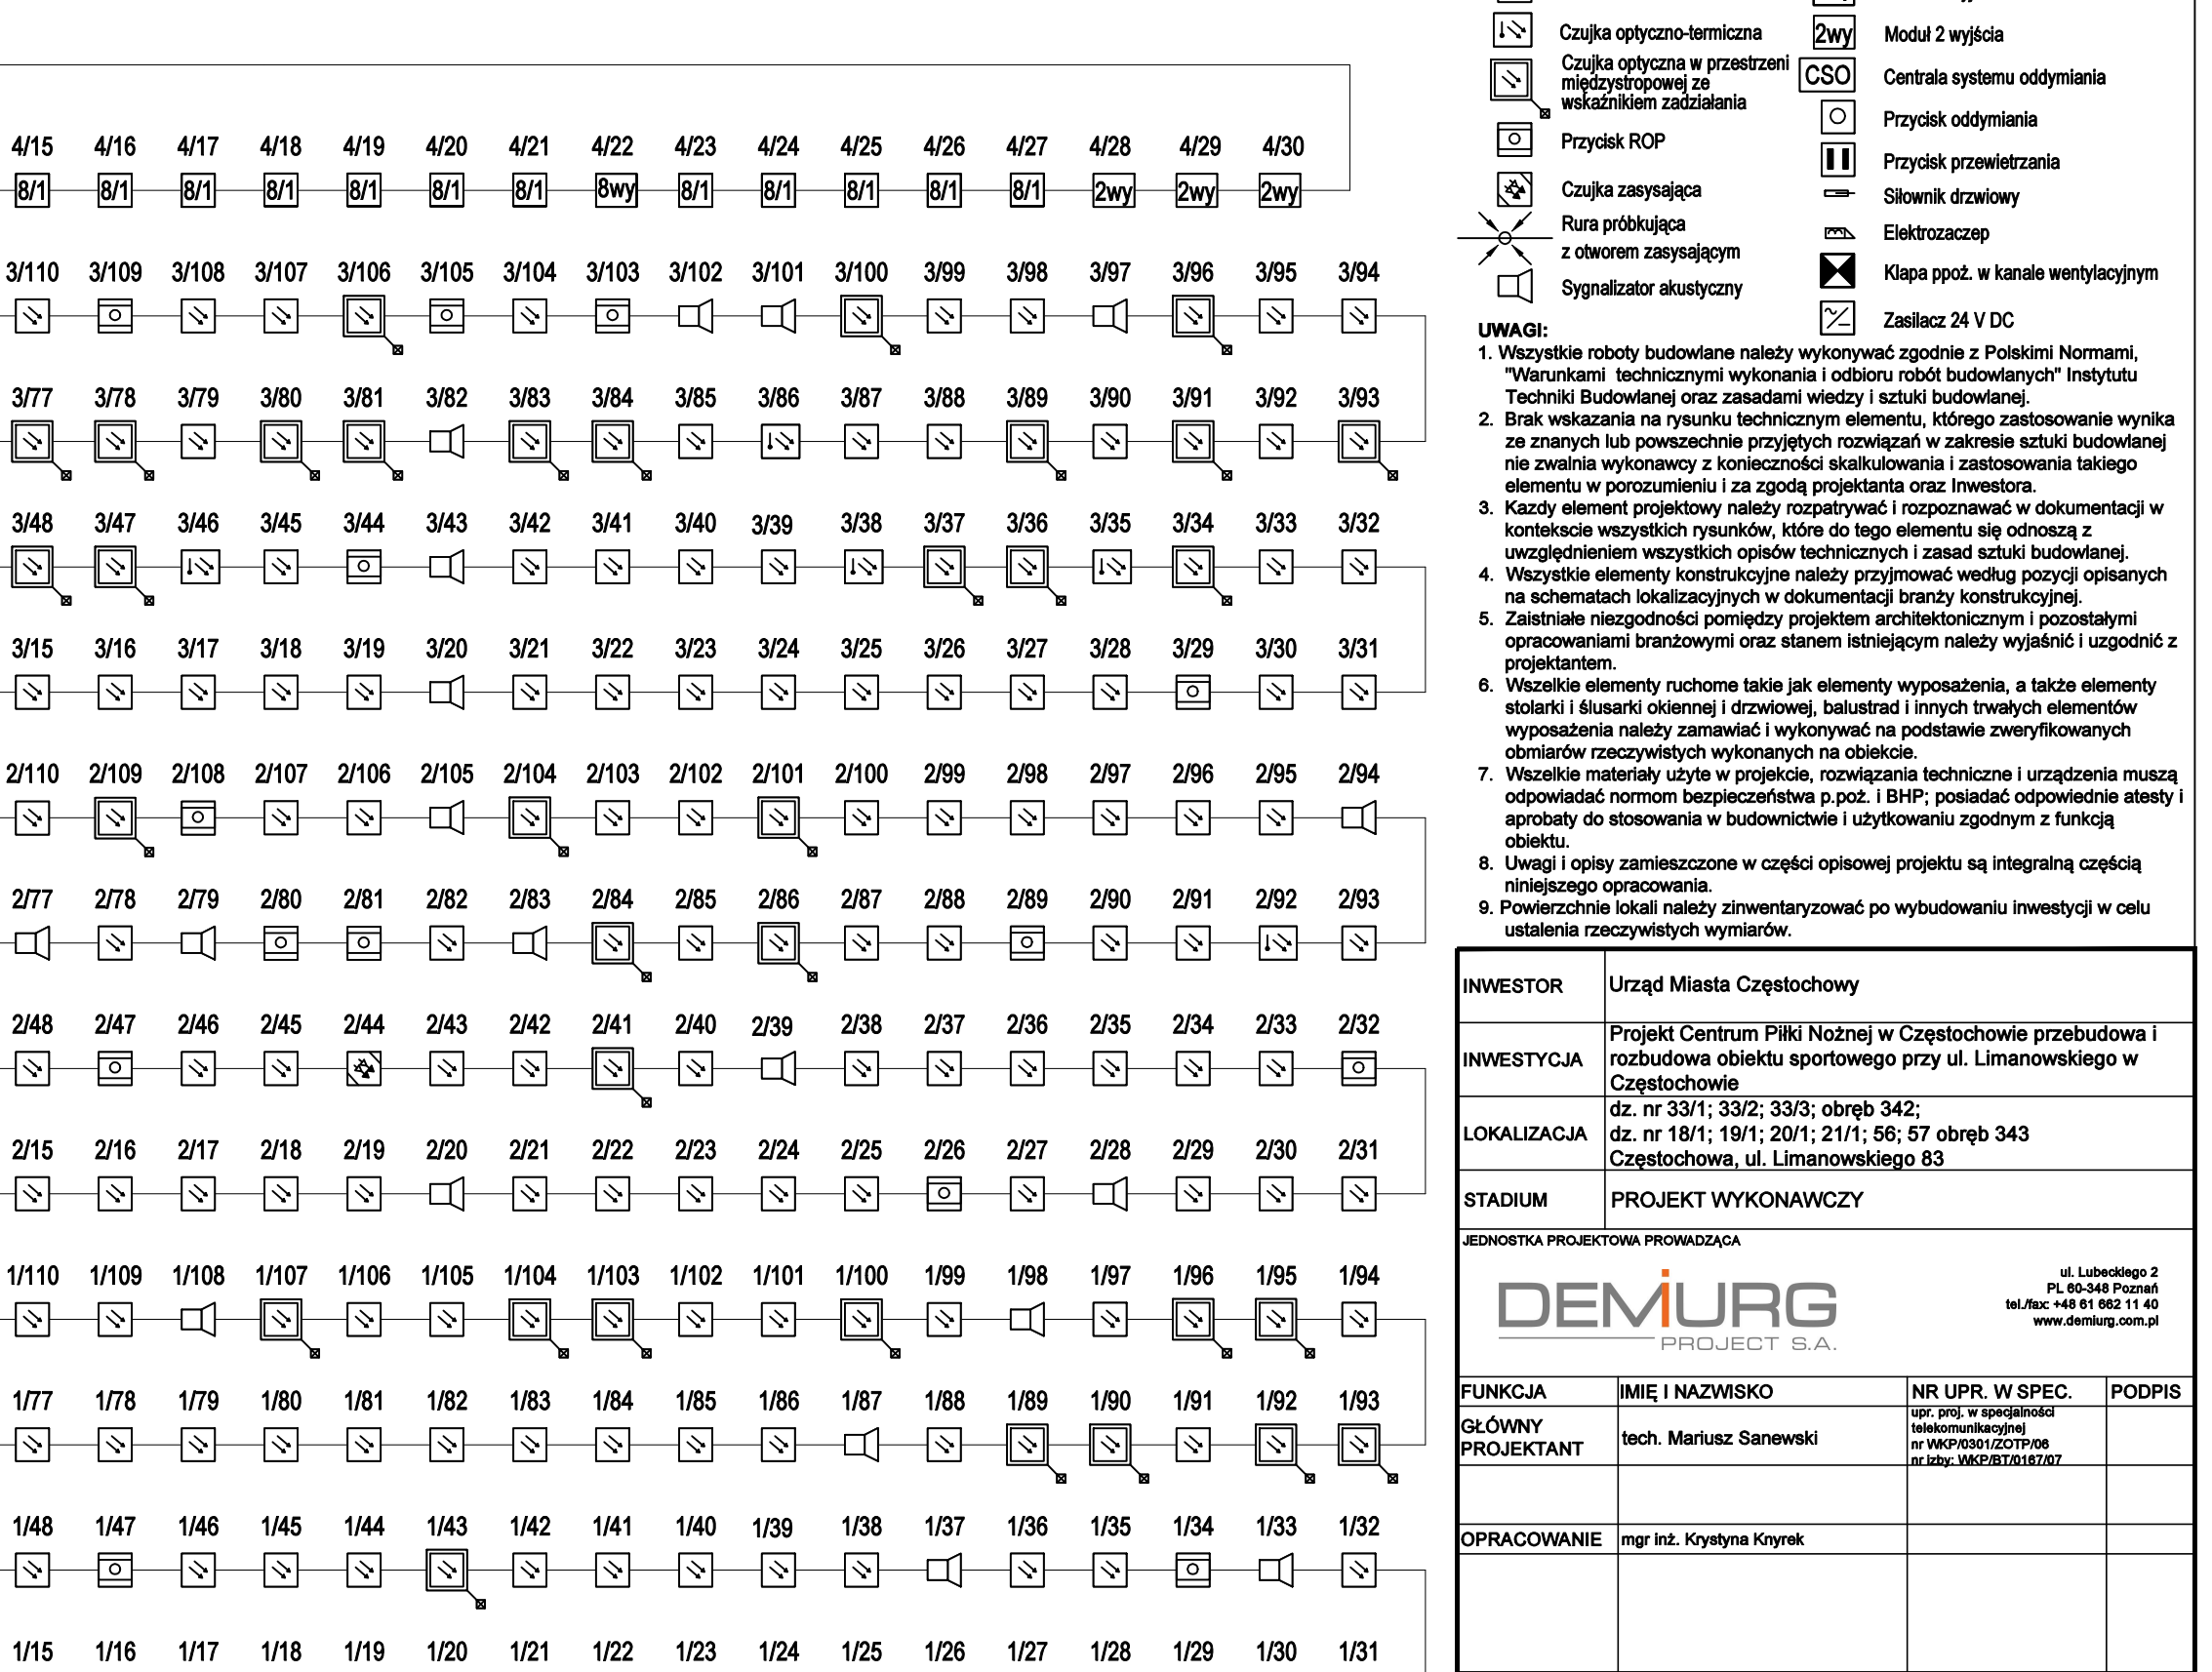 4/15 4/16 4/17 4/18 4/19 4/20 4/21 4/22 4/23 4/24 4/25 4/26 4/27 4/28 4/29 4/30
8/1 8/1 8/1 8/1 8/1 8/1 8/1 8wy 8/1 8/1 8/1 8/1 8/1 2wy 2wy 2wy
3/110 3/109 3/108 3/107 3/106 3/105 3/104 3/103 3/102 3/101 3/100 3/99 3/98 3/97 3/96 3/95 3/94
3/77 3/78 3/79 3/80 3/81 3/82 3/83 3/84 3/85 3/86 3/87 3/88 3/89 3/90 3/91 3/92 3/93
3/48 3/47 3/46 3/45 3/44 3/43 3/42 3/41 3/40 3/39 3/38 3/37 3/36 3/35 3/34 3/33 3/32
3/15 3/16 3/17 3/18 3/19 3/20 3/21 3/22 3/23 3/24 3/25 3/26 3/27 3/28 3/29 3/30 3/31
2/110 2/109 2/108 2/107 2/106 2/105 2/104 2/103 2/102 2/101 2/100 2/99 2/98 2/97 2/96 2/95 2/94
2/77 2/78 2/79 2/80 2/81 2/82 2/83 2/84 2/85 2/86 2/87 2/88 2/89 2/90 2/91 2/92 2/93
2/48 2/47 2/46 2/45 2/44 2/43 2/42 2/41 2/40 2/39 2/38 2/37 2/36 2/35 2/34 2/33 2/32
2/15 2/16 2/17 2/18 2/19 2/20 2/21 2/22 2/23 2/24 2/25 2/26 2/27 2/28 2/29 2/30 2/31
1/110 1/109 1/108 1/107 1/106 1/105 1/104 1/103 1/102 1/101 1/100 1/99 1/98 1/97 1/96 1/95 1/94
1/77 1/78 1/79 1/80 1/81 1/82 1/83 1/84 1/85 1/86 1/87 1/88 1/89 1/90 1/91 1/92 1/93
1/48 1/47 1/46 1/45 1/44 1/43 1/42 1/41 1/40 1/39 1/38 1/37 1/36 1/35 1/34 1/33 1/32
1/15 1/16 1/17 1/18 1/19 1/20 1/21 1/22 1/23 1/24 1/25 1/26 1/27 1/28 1/29 1/30 1/31
Czujka optyczno-termiczna
Czujka optyczna w przestrzeni
międzystropowej ze
wskaźnikiem zadziałania
Przycisk ROP
Czujka zasysająca
Rura próbkująca
z otworem zasysającym
Sygnalizator akustyczny
2wy Moduł 2 wyjścia
CSO Centrala systemu oddymiania
Przycisk oddymiania
Przycisk przewietrzania
Siłownik drzwiowy
Elektrozaczep
Klapa ppoż. w kanale wentylacyjnym
Zasilacz 24 V DC
UWAGI:
1. Wszystkie roboty budowlane należy wykonywać zgodnie z Polskimi Normami,
"Warunkami technicznymi wykonania i odbioru robót budowlanych" Instytutu
Techniki Budowlanej oraz zasadami wiedzy i sztuki budowlanej.
2. Brak wskazania na rysunku technicznym elementu, którego zastosowanie wynika
ze znanych lub powszechnie przyjętych rozwiązań w zakresie sztuki budowlanej
nie zwalnia wykonawcy z konieczności skalkulowania i zastosowania takiego
elementu w porozumieniu i za zgodą projektanta oraz Inwestora.
3. Kazdy element projektowy należy rozpatrywać i rozpoznawać w dokumentacji w
kontekscie wszystkich rysunków, które do tego elementu się odnoszą z
uwzględnieniem wszystkich opisów technicznych i zasad sztuki budowlanej.
4. Wszystkie elementy konstrukcyjne należy przyjmować według pozycji opisanych
na schematach lokalizacyjnych w dokumentacji branży konstrukcyjnej.
5. Zaistniałe niezgodności pomiędzy projektem architektonicznym i pozostałymi
opracowaniami branżowymi oraz stanem istniejącym należy wyjaśnić i uzgodnić z
projektantem.
6. Wszelkie elementy ruchome takie jak elementy wyposażenia, a także elementy
stolarki i ślusarki okiennej i drzwiowej, balustrad i innych trwałych elementów
wyposażenia należy zamawiać i wykonywać na podstawie zweryfikowanych
obmiarów rzeczywistych wykonanych na obiekcie.
7. Wszelkie materiały użyte w projekcie, rozwiązania techniczne i urządzenia muszą
odpowiadać normom bezpieczeństwa p.poż. i BHP; posiadać odpowiednie atesty i
aprobaty do stosowania w budownictwie i użytkowaniu zgodnym z funkcją
obiektu.
8. Uwagi i opisy zamieszczone w części opisowej projektu są integralną częścią
niniejszego opracowania.
9. Powierzchnie lokali należy zinwentaryzować po wybudowaniu inwestycji w celu
ustalenia rzeczywistych wymiarów.
INWESTOR Urząd Miasta Częstochowy
INWESTYCJA Projekt Centrum Piłki Nożnej w Częstochowie przebudowa i
rozbudowa obiektu sportowego przy ul. Limanowskiego w
Częstochowie
LOKALIZACJA dz. nr 33/1; 33/2; 33/3; obręb 342;
dz. nr 18/1; 19/1; 20/1; 21/1; 56; 57 obręb 343
Częstochowa, ul. Limanowskiego 83
STADIUM PROJEKT WYKONAWCZY
JEDNOSTKA PROJEKTOWA PROWADZĄCA
DEMIURG
PROJECT S.A.
ul. Lubeckiego 2
PL 60-348 Poznań
tel./fax: +48 61 662 11 40
www.demiurg.com.pl
FUNKCJA IMIĘ I NAZWISKO NR UPR. W SPEC. PODPIS
GŁÓWNY
PROJEKTANT
tech. Mariusz Sanewski
upr. proj. w specjalności
telekomunikacyjnej
nr WKP/0301/ZOTP/06
nr izby: WKP/BT/0167/07
OPRACOWANIE mgr inż. Krystyna Knyrek